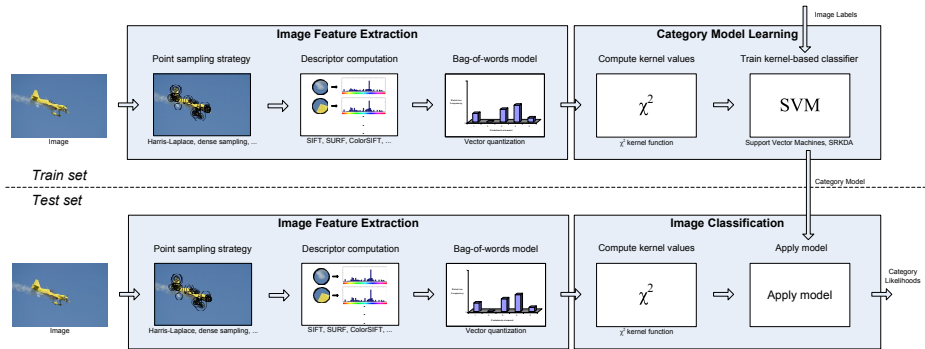 Image Labels
Image Feature Extraction
Category Model Learning
Point sampling strategy
Descriptor computation
Bag-of-words model
Compute kernel values
Train kernel-based classifier
χ²
SVM
Image
Harris-Laplace, dense sampling, ...
SIFT, SURF, ColorSIFT, ...
Vector quantization
χ² kernel function
Support Vector Machines, SRKDA
Train set
Category Model
Test set
Image Feature Extraction
Image Classification
Point sampling strategy
Descriptor computation
Bag-of-words model
Compute kernel values
Apply model
χ²
Apply model
Category
Likelihoods
Image
Harris-Laplace, dense sampling, ...
SIFT, SURF, ColorSIFT, ...
Vector quantization
χ² kernel function